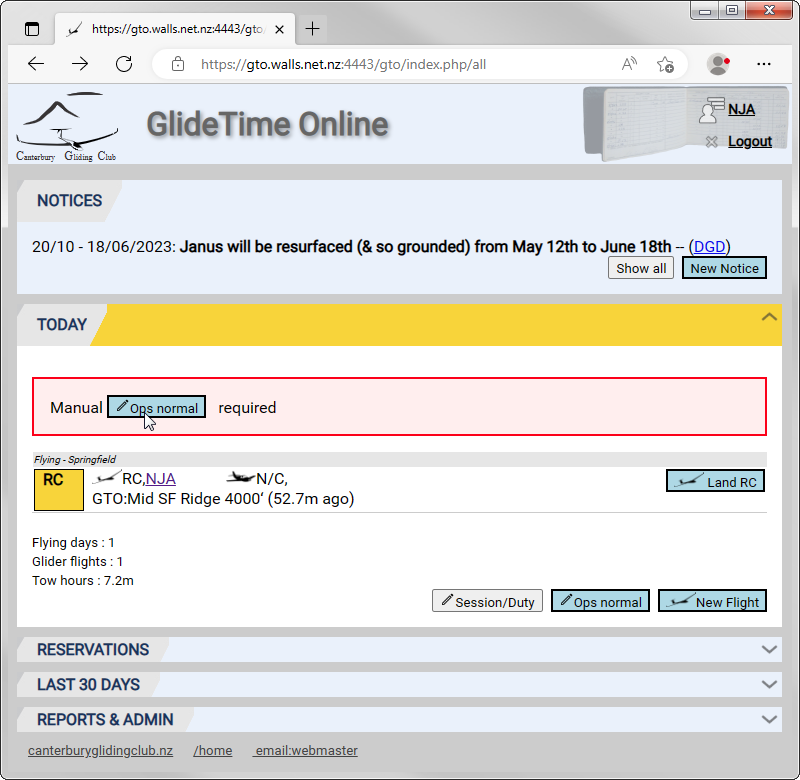 https://gto.walls.net.nz:4443/gto
https://gto.walls.net.nz:4443/gto/index.php/all
GlideTime Online
Canterbury Gliding Club
NJA
Logout
NOTICES
20/10 - 18/06/2023: Janus will be resurfaced (& so grounded) from May 12th to June 18th -- (DGD)
Show all New Notice
TODAY
Manual Ops normal required
Flying - Springfield
RC RC,NJA N/C, Land RC
GTO:Mid SF Ridge 4000‘ (52.7m ago)
Flying days : 1
Glider flights : 1
Tow hours : 7.2m
Session/Duty Ops normal New Flight
RESERVATIONS
LAST 30 DAYS
REPORTS & ADMIN
canterburyglidingclub.nz /home email:webmaster